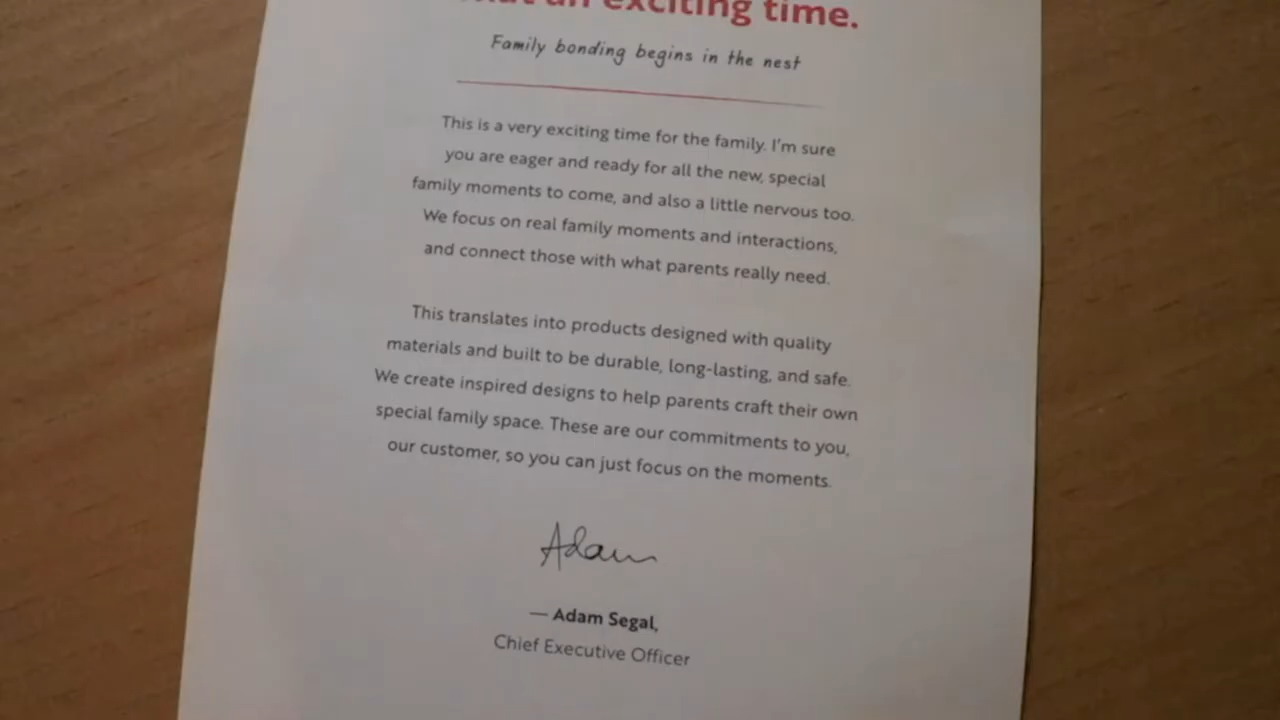 exciting time.
Family bonding begins in the nest
This is a very exciting time for the family. I'm sure
you are eager and ready for all the new, special
family moments to come, and also a little nervous too.
We focus on real family moments and interactions,
and connect those with what parents really need.
This translates into products designed with quality
materials and built to be durable, long-lasting, and safe.
We create inspired designs to help parents craft their own
special family space. These are our commitments to you,
our customer, so you can just focus on the moments.
Adam
— Adam Segal,
Chief Executive Officer